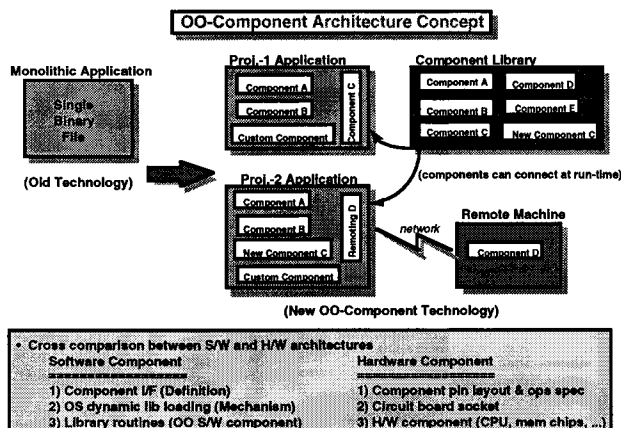 OO-Component Architecture Concept
Monolithic Application
Single
Binary
File
(Old Technology)
Proj.-1 Application
Component A
Component B
Custom Component
Component C
Component Library
Component A
Component D
Component B
Component E
Component C
New Component C
(components can connect at run-time)
Proj.-2 Application
Component A
Component B
New Component C
Custom Component
Remoting D
network
Remote Machine
Component D
(New OO-Component Technology)
• Cross comparison between S/W and H/W architectures
Software Component
====================
1) Component I/F (Definition)
2) OS dynamic lib loading (Mechanism)
3) Library routines (OO S/W component)
Hardware Component
====================
1) Component pin layout & ops spec
2) Circuit board socket
3) H/W component (CPU, mem chips, ...)